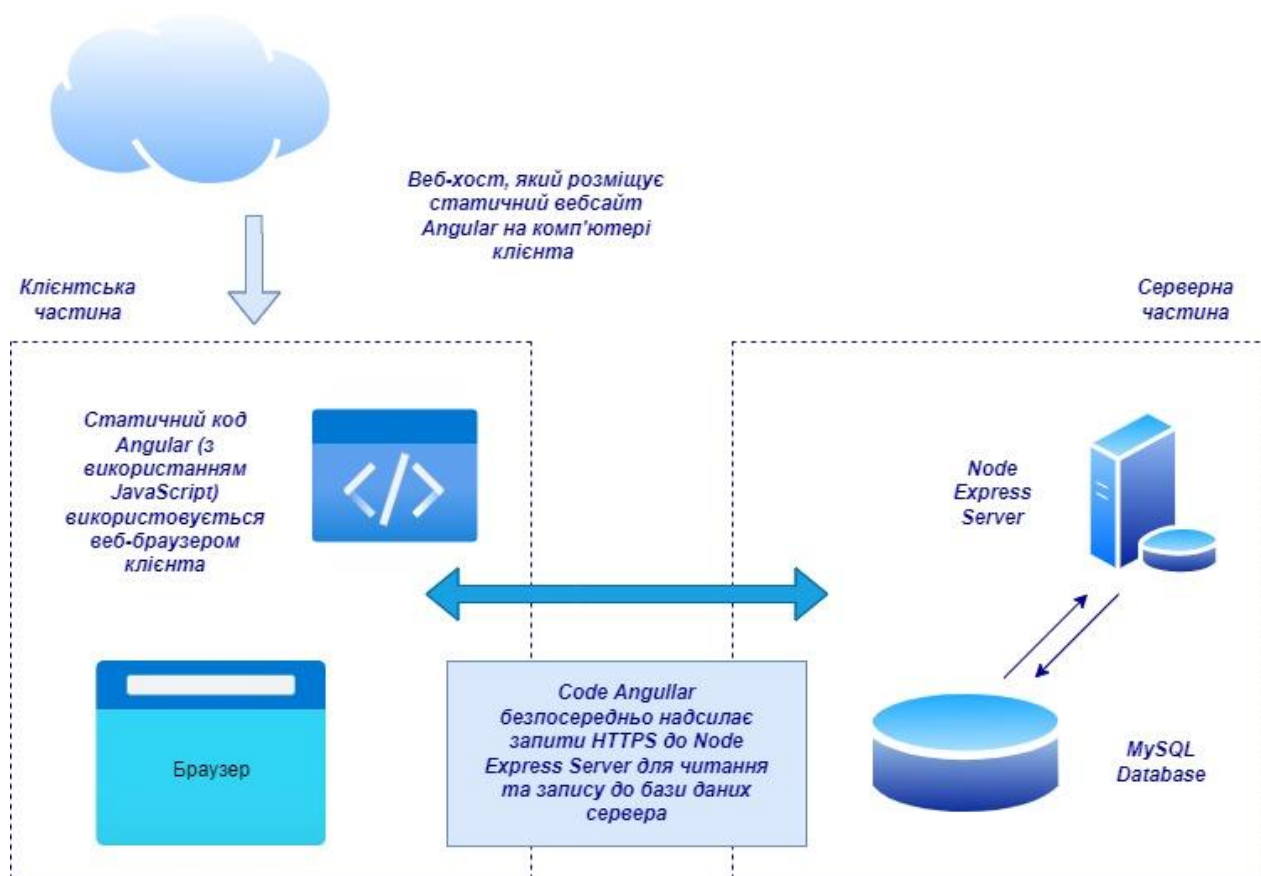 Веб-хост, який розміщує
статичний вебсайт
Angular на комп'ютері
клієнта
Клієнтська
частина
Серверна
частина
Статичний код
Angular (з
використанням
JavaScript)
використовується
веб-браузером
клієнта
Node
Express
Server
Браузер
Code Angullar
безпосередньо надсилає
запити HTTPS до Node
Express Server для читання
та запису до бази даних
сервера
MySQL
Database